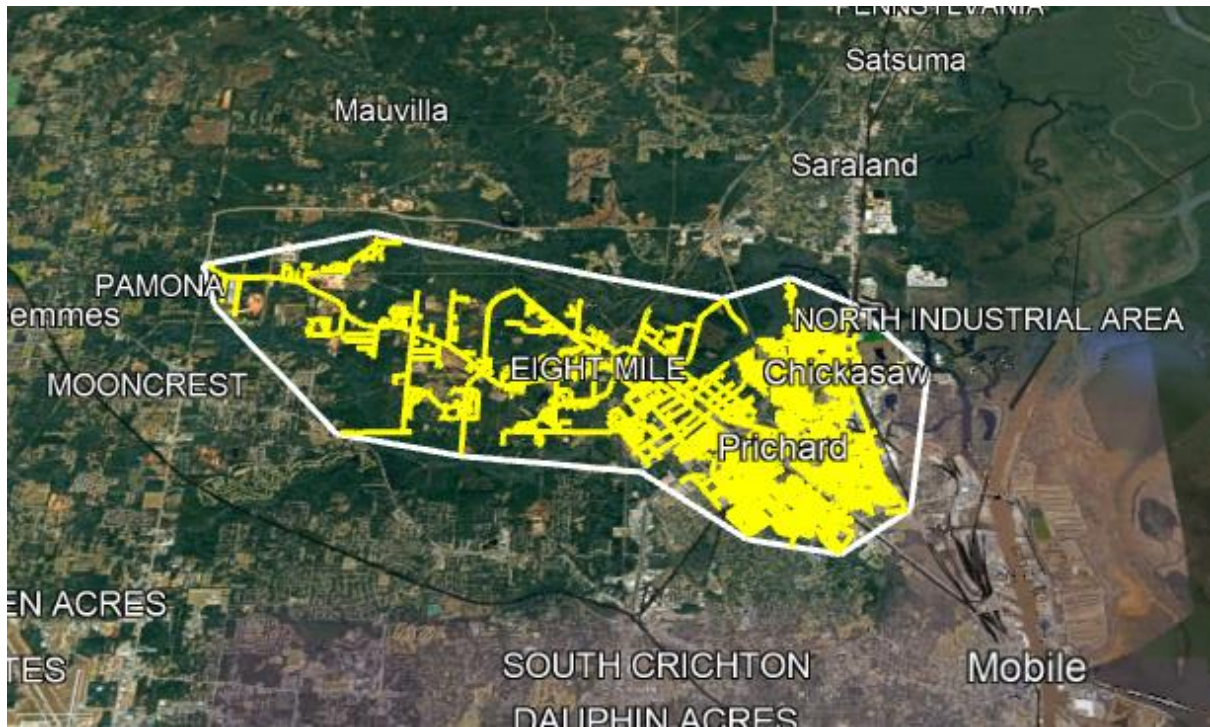 PENNSYLVANIA
Satsuma
Mauvilla
Saraland
PAMONA
emmes
NORTH INDUSTRIAL AREA
MOONCREST
EIGHT MILE
Chickasaw
Prichard
EN ACRES
TES
SOUTH CRICHTON
Mobile
DAUPHIN ACRES